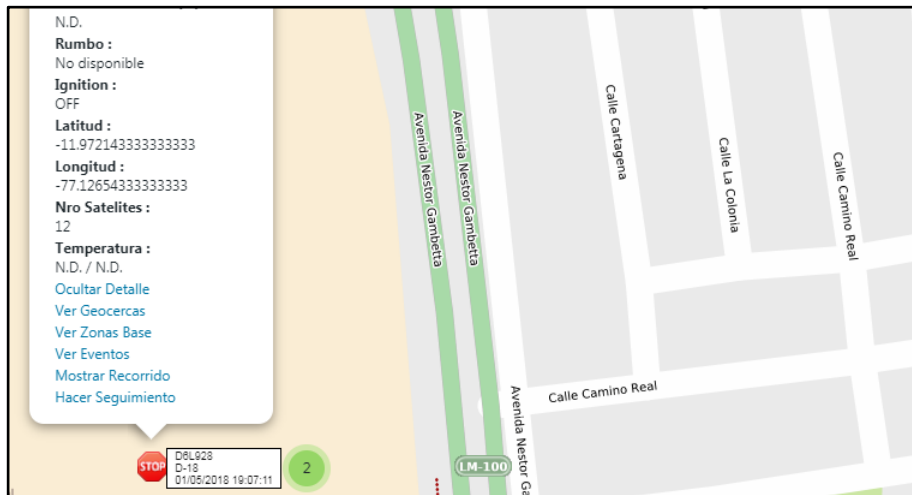 N.D.
Rumbo :
No disponible
Ignition :
OFF
Latitud :
-11.972143333333333
Longitud :
-77.12654333333333
Nro Satelites :
12
Temperatura :
N.D. / N.D.
Ocultar Detalle
Ver Geocercas
Ver Zonas Base
Ver Eventos
Mostrar Recorrido
Hacer Seguimiento
STOP
D6L928
D-18
01/05/2018 19:07:11
2
Avenida Nestor Gambetta
Avenida Nestor Gambetta
Avenida Nestor Ga
LM-100
Calle Cartagena
Calle La Colonia
Calle Camino Real
Calle Camino Real